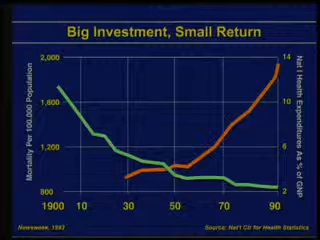 Big Investment, Small Return
Mortality Per 100,000 Population
2,000
1,600
1,200
800
14
10
6
2
Nat l Health Expenditures As % of GNP
1900 10 30 50 70 90
Newsweek, 1993
Source: Nat'l Ctr for Health Statistics